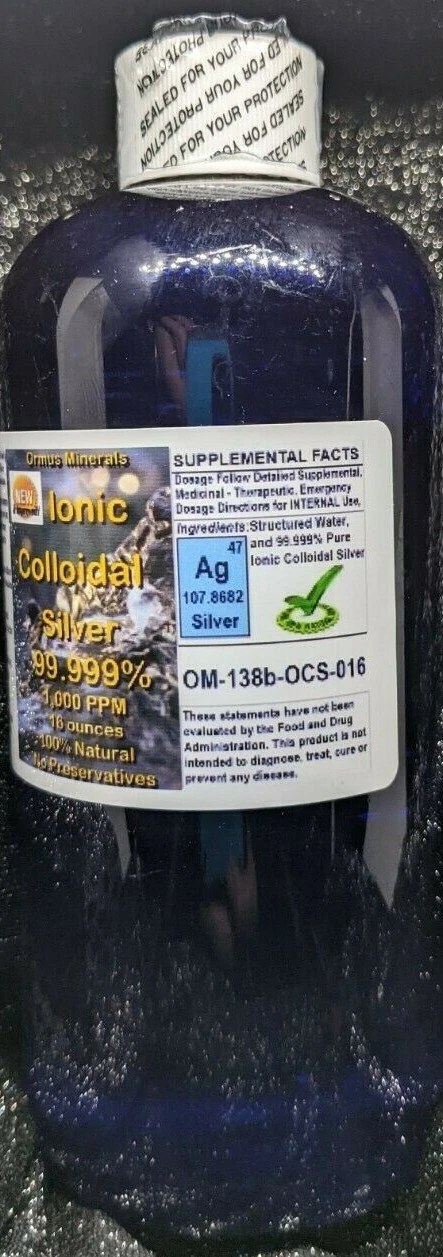 SEALED FOR YOUR PROTECTION
Ormus Minerals
NEW
Ionic
Colloidal
Silver
99.999%
1,000 PPM
16 ounces
100% Natural
No Preservatives
SUPPLEMENTAL FACTS
Dosage Follow Detailed Supplemental,
Medicinal - Therapeutic, Emergency
Dosage Directions for INTERNAL Use,
Ingredients: Structured Water,
and 99.999% Pure
Ionic Colloidal Silver
47
Ag
107.8682
Silver
OM-138b-OCS-016
These statements have not been
evaluated by the Food and Drug
Administration. This product is not
intended to diagnose, treat, cure or
prevent any disease.